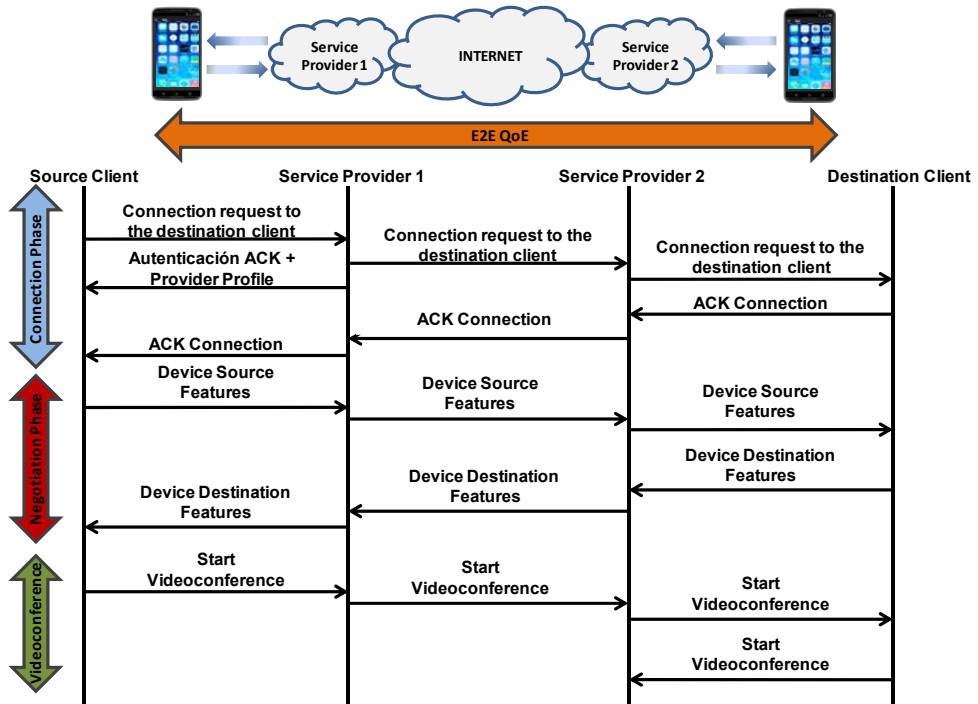 Service
Provider 1
INTERNET
Service
Provider 2
E2E QoE
Source Client
Service Provider 1
Service Provider 2
Destination Client
Connection Phase
Connection request to
the destination client
Connection request to the
destination client
Connection request to the
destination client
Autenticación ACK +
Provider Profile
ACK Connection
ACK Connection
ACK Connection
Negotiation Phase
Device Source
Features
Device Source
Features
Device Source
Features
Device Destination
Features
Device Destination
Features
Device Destination
Features
Videoconference
Start
Videoconference
Start
Videoconference
Start
Videoconference
Start
Videoconference